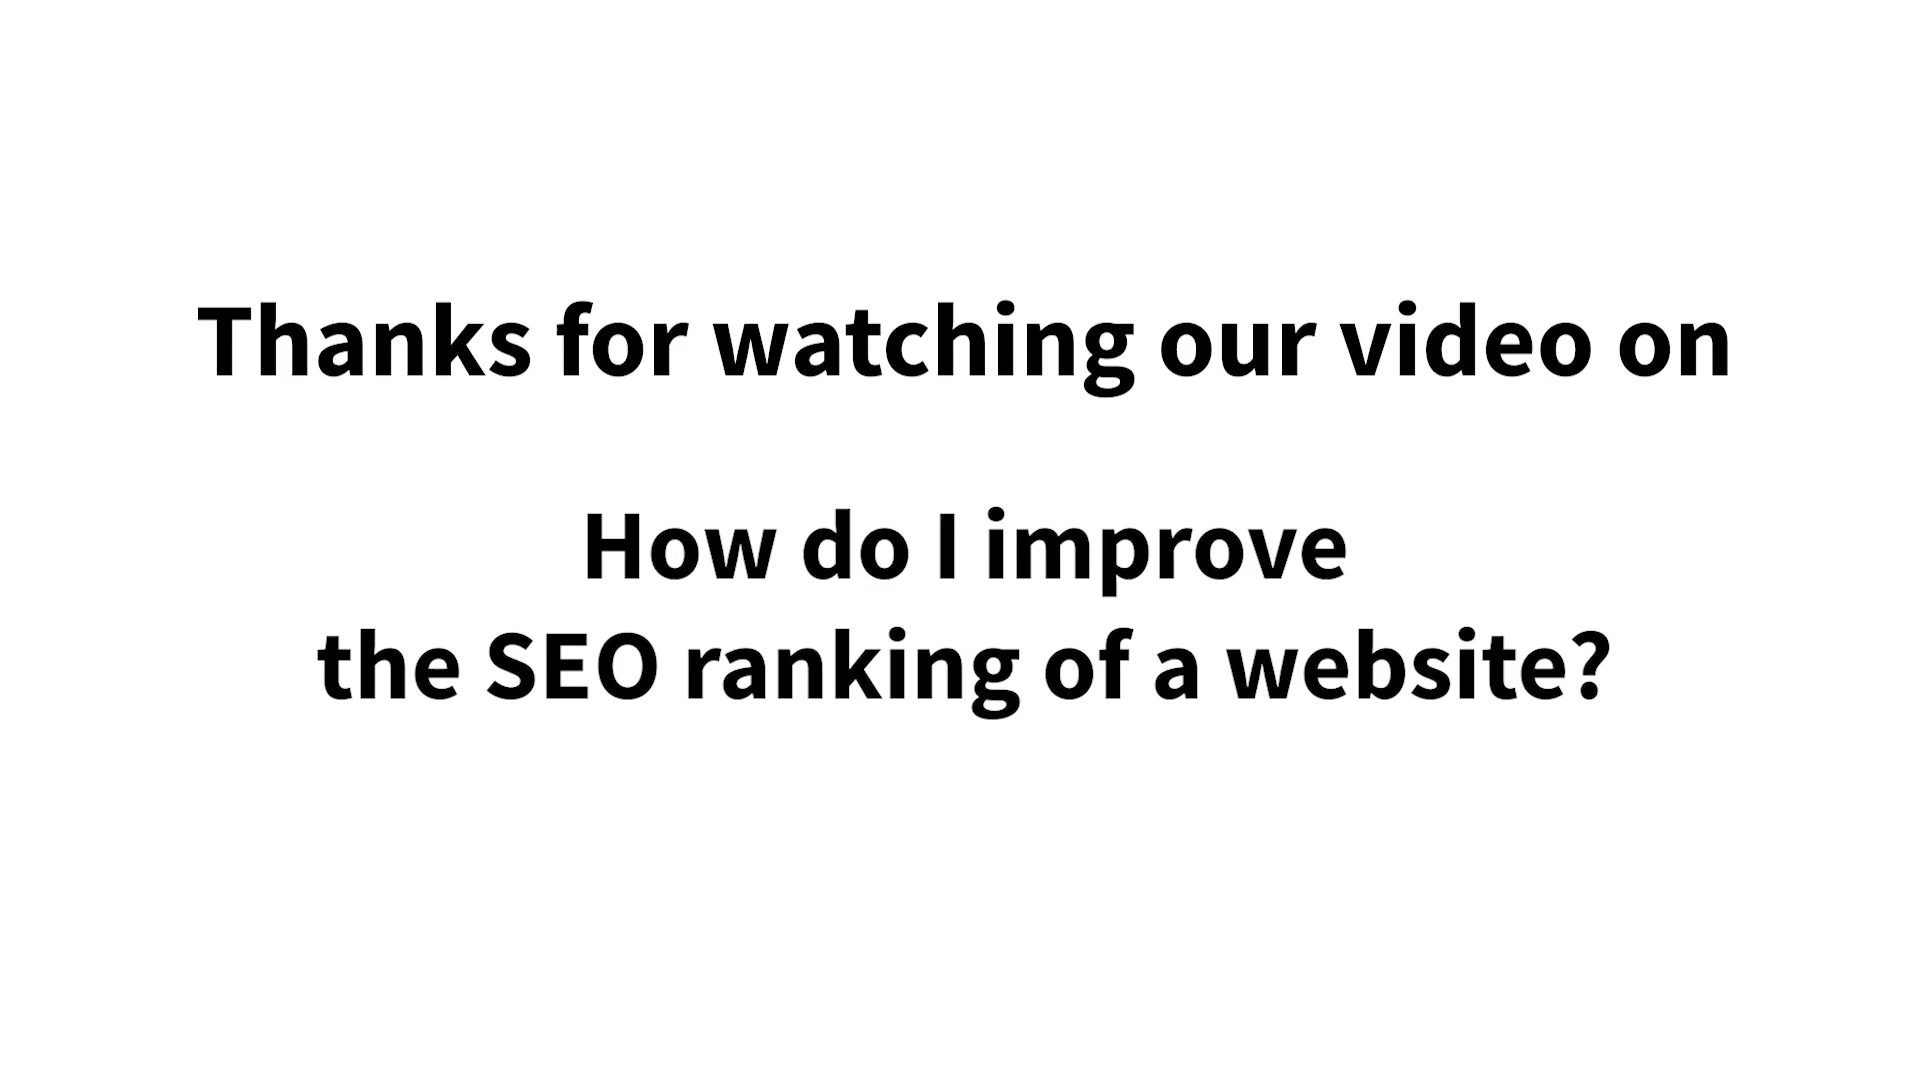 Thanks for watching our video on
How do I improve
the SEO ranking of a website?